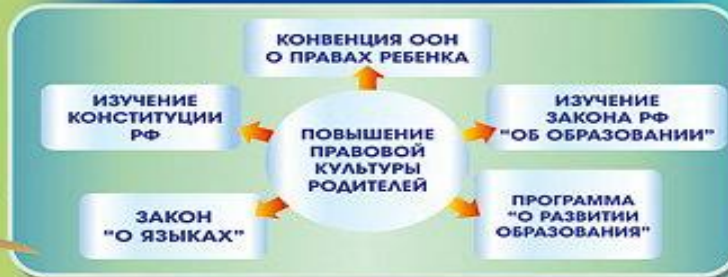 КОНВЕНЦИЯ ООН
О ПРАВАХ РЕБЕНКА
ИЗУЧЕНИЕ
КОНСТИТУЦИИ
РФ
ИЗУЧЕНИЕ
ЗАКОНА РФ
"ОБ ОБРАЗОВАНИИ"
ПОВЫШЕНИЕ
ПРАВОВОЙ
КУЛЬТУРЫ
РОДИТЕЛЕЙ
ЗАКОН
"О ЯЗЫКАХ"
ПРОГРАММА
"О РАЗВИТИИ
ОБРАЗОВАНИЯ"